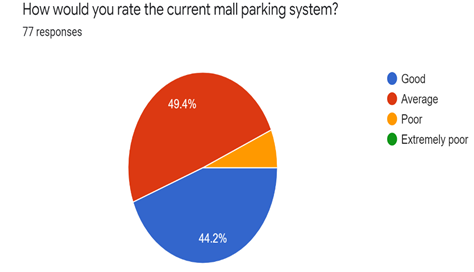 How would you rate the current mall parking system?
77 responses
Good
Average
Poor
Extremely poor
49.4%
44.2%